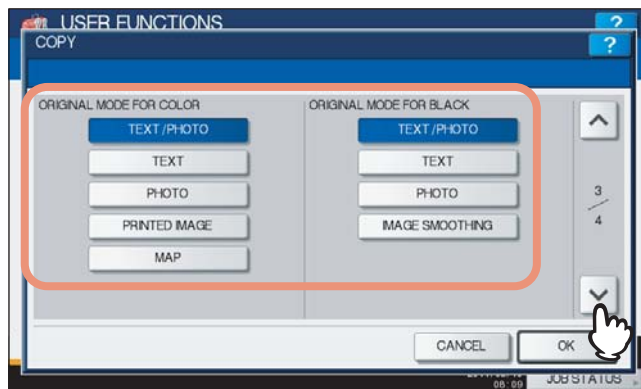 USER FUNCTIONS
?
COPY
?
ORIGINAL MODE FOR COLOR
ORIGINAL MODE FOR BLACK
TEXT/PHOTO
TEXT/PHOTO
TEXT
TEXT
PHOTO
PHOTO
3
4
PRINTED IMAGE
IMAGE SMOOTHING
MAP
CANCEL
OK
06:09
JOB STATUS